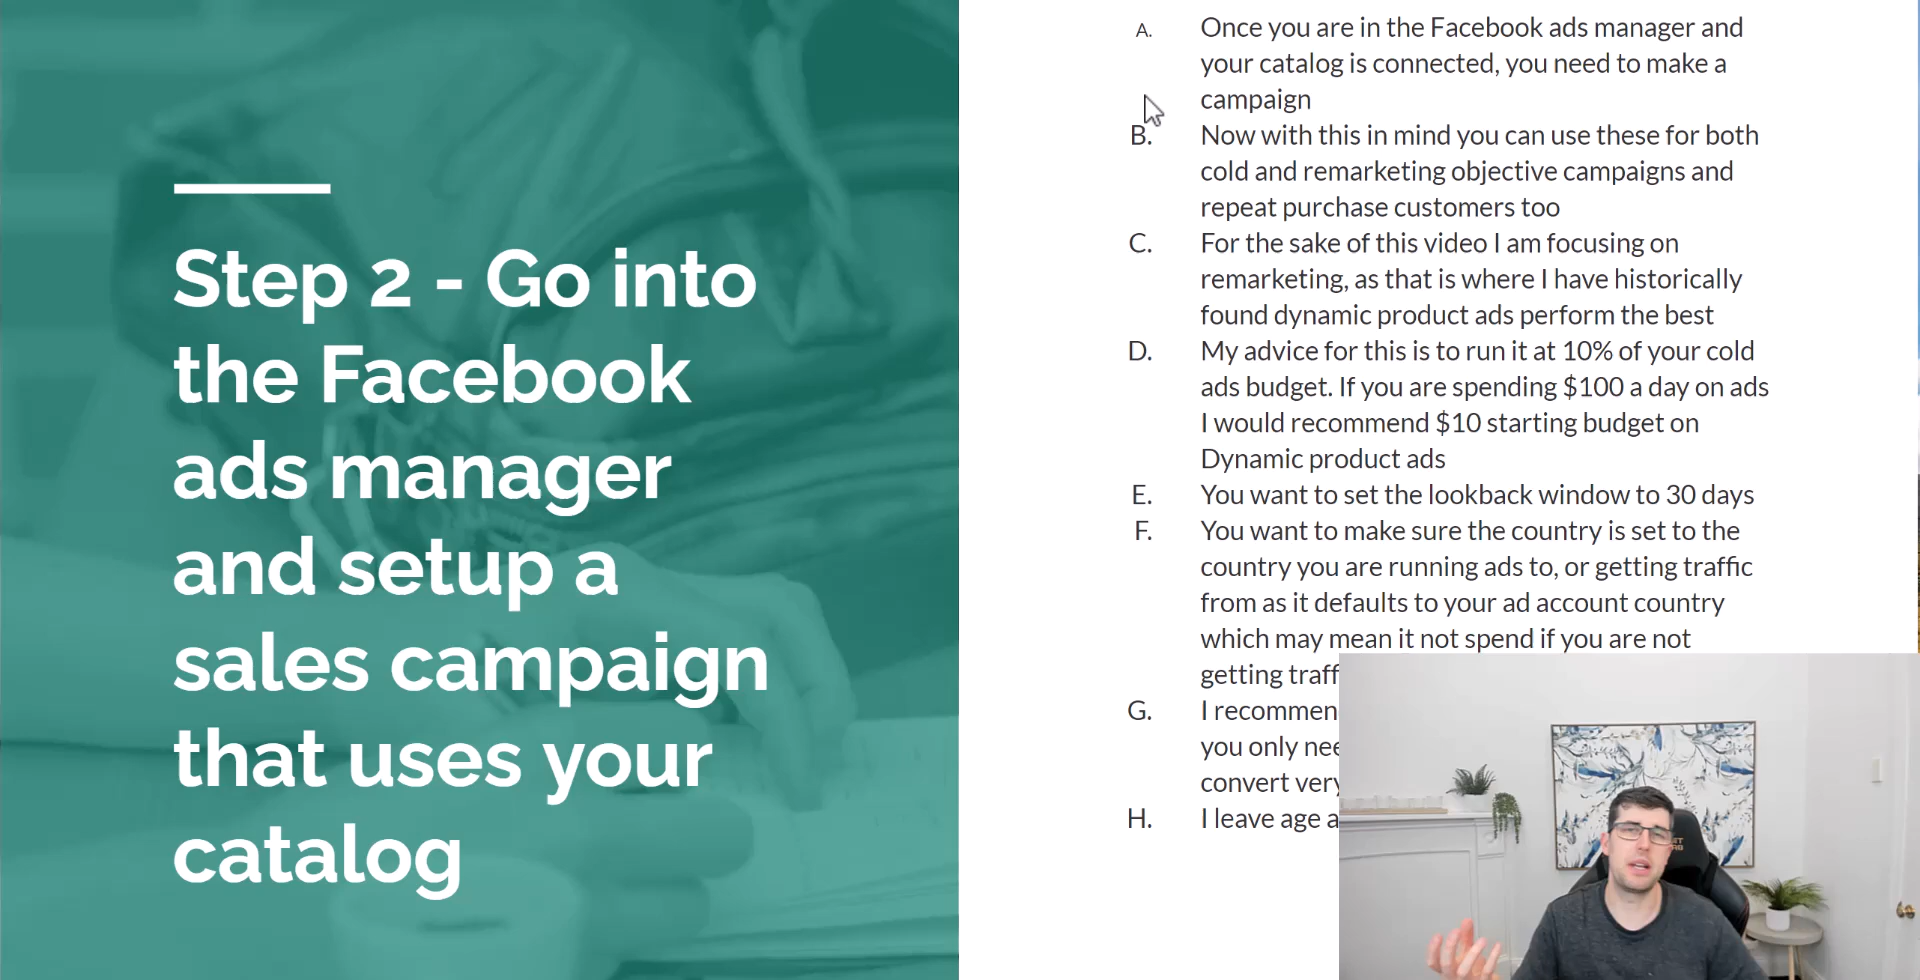 Step 2 - Go into
the Facebook
ads manager
and setup a
sales campaign
that uses your
catalog
A. Once you are in the Facebook ads manager and
your catalog is connected, you need to make a
campaign
B. Now with this in mind you can use these for both
cold and remarketing objective campaigns and
repeat purchase customers too
C. For the sake of this video I am focusing on
remarketing, as that is where I have historically
found dynamic product ads perform the best
D. My advice for this is to run it at 10% of your cold
ads budget. If you are spending $100 a day on ads
I would recommend $10 starting budget on
Dynamic product ads
E. You want to set the lookback window to 30 days
F. You want to make sure the country is set to the
country you are running ads to, or getting traffic
from as it defaults to your ad account country
which may mean it not spend if you are not
getting
G. I
you only
convert
H. I leave age